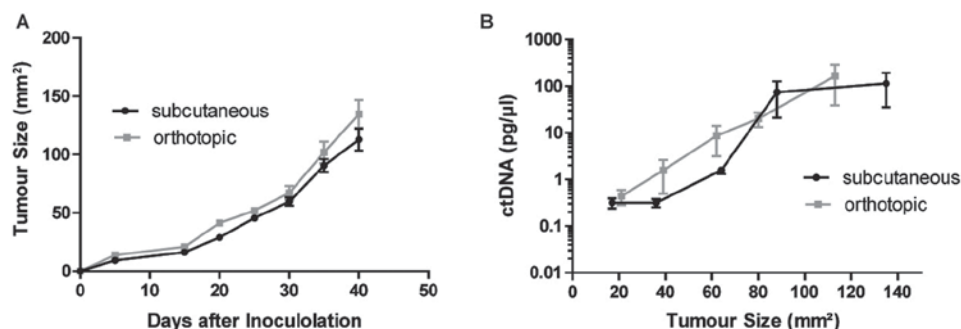 A
Tumour Size (mm²)
200
150
100
50
0
subcutaneous
orthotopic
0 10 20 30 40 50
Days after Inoculolation
B
ctDNA (pg/µl)
1000
100
10
1
0.1
0.01
subcutaneous
orthotopic
0 20 40 60 80 100 120 140
Tumour Size (mm²)